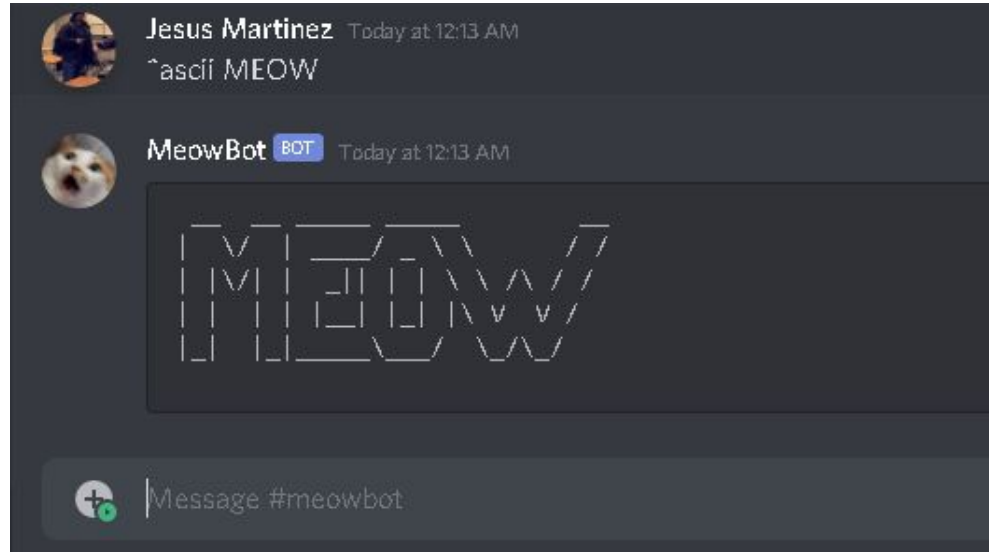 Jesus Martinez Today at 12:13 AM
^ascii MEOW
MeowBot BOT Today at 12:13 AM
MEOW
Message #meowbot